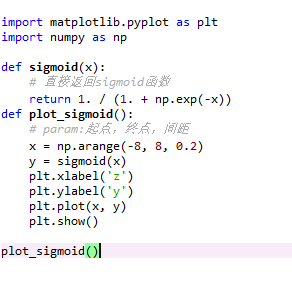 import matplotlib.pyplot as plt
import numpy as np

def sigmoid(x):
    # 直接返回sigmoid函数
    return 1. / (1. + np.exp(-x))
def plot_sigmoid():
    # param:起点，终点，间距
    x = np.arange(-8, 8, 0.2)
    y = sigmoid(x)
    plt.xlabel('z')
    plt.ylabel('y')
    plt.plot(x, y)
    plt.show()

plot_sigmoid()